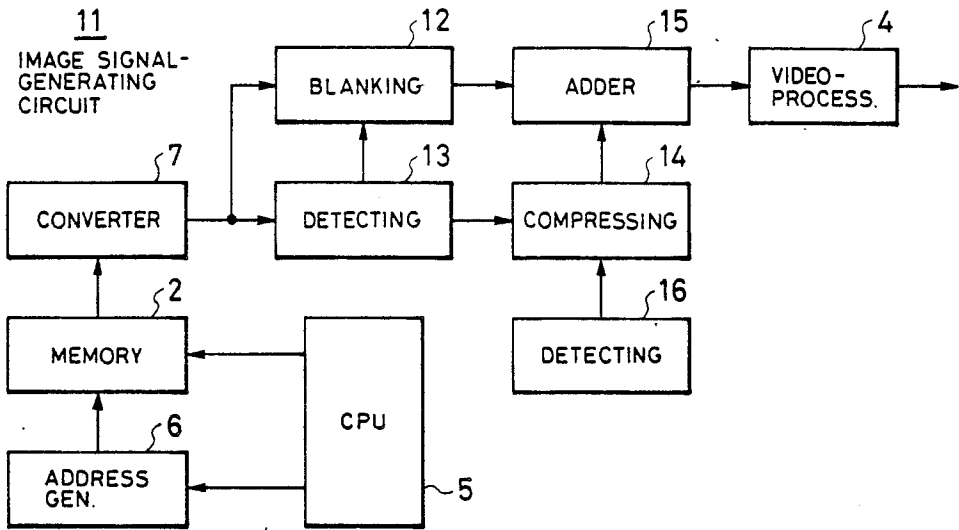 11
IMAGE SIGNAL-
GENERATING
CIRCUIT
12
BLANKING
15
ADDER
4
VIDEO-
PROCESS.
7
CONVERTER
13
DETECTING
14
COMPRESSING
2
MEMORY
16
DETECTING
CPU
5
6
ADDRESS
GEN.